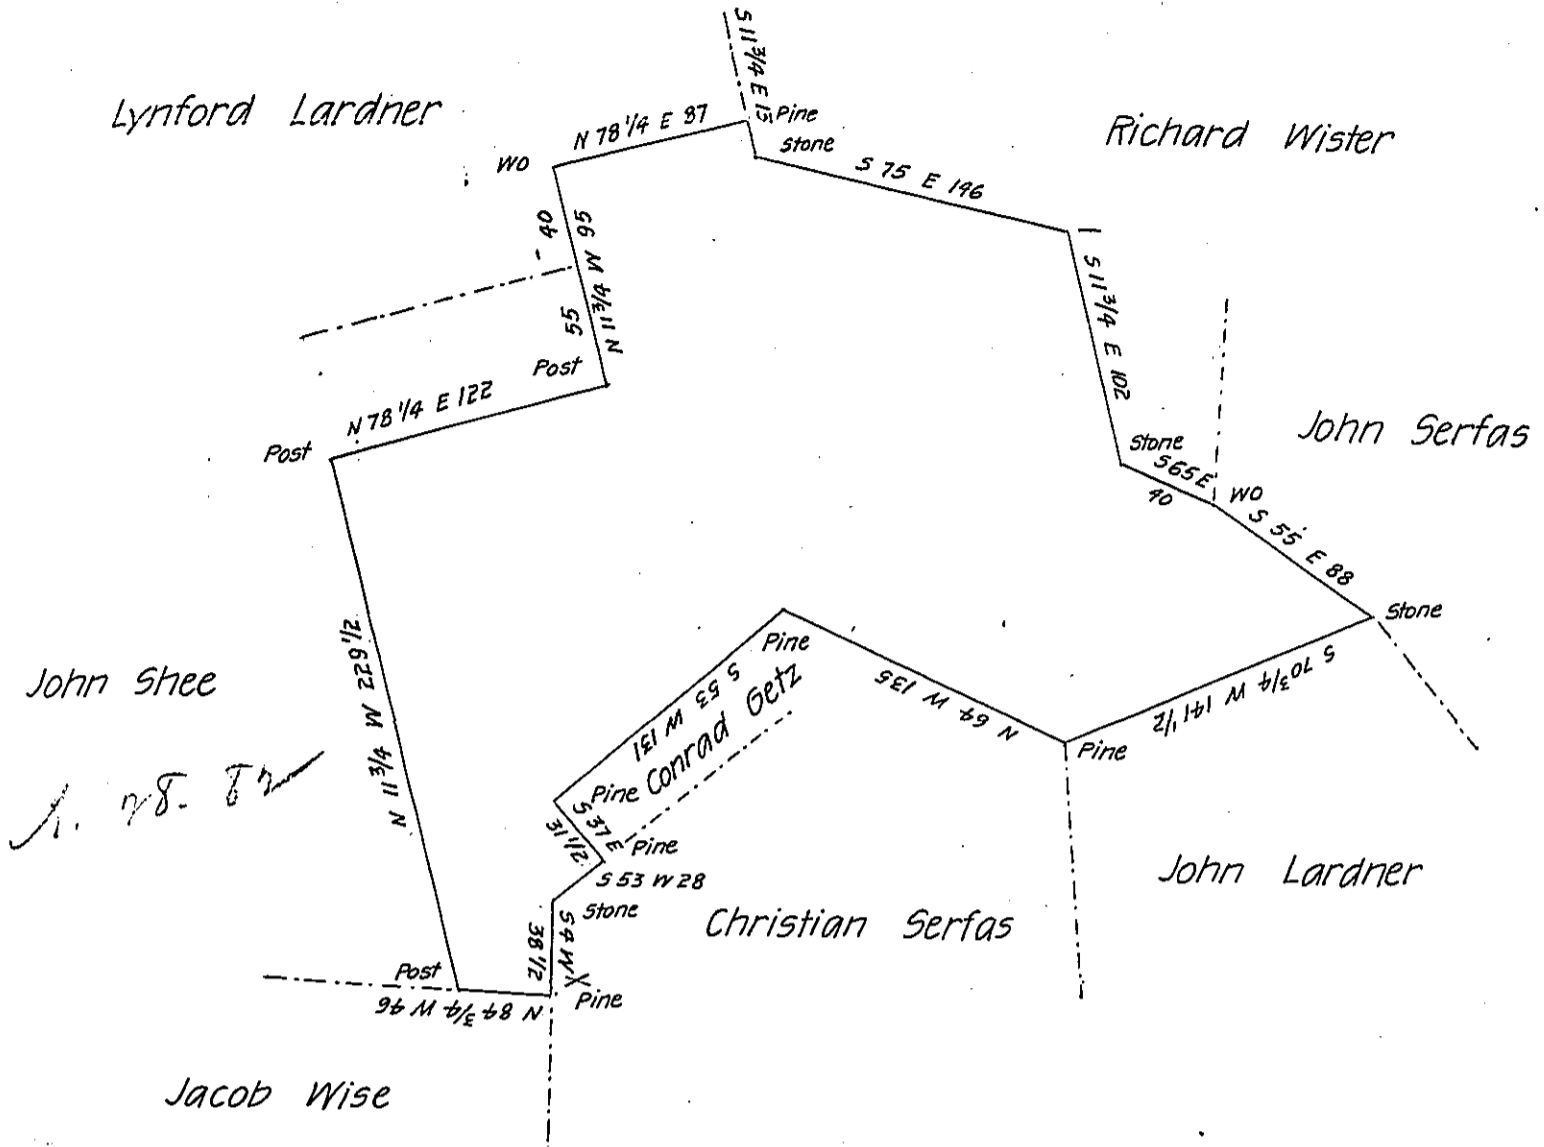 S 11 3/4 E 15
Lynford Lardner
N 78 1/4 E 87
Pine
Stone
Richard Wister
WO
S 75 E 146
40
N 11 3/4 W 95
1
S 11 3/4 E 102
55
Post
N 78 1/4 E 122
Post
John Serfas
Stone
S 65 E
40
WO
S 55 E 88
Stone
Pine
S 53 W 131
Conrad Getz
N 64 W 135
S 70 3/4 W 141 1/2
John Shee
N 11 3/4 W 229 1/2
Pine
Pine
S 37 E
31 1/2
Pine
S 53 W 28
John Lardner
Stone
Christian Serfas
S 4 W
38 1/2
X
Post
Pine
N 84 3/4 W 46
Jacob Wise